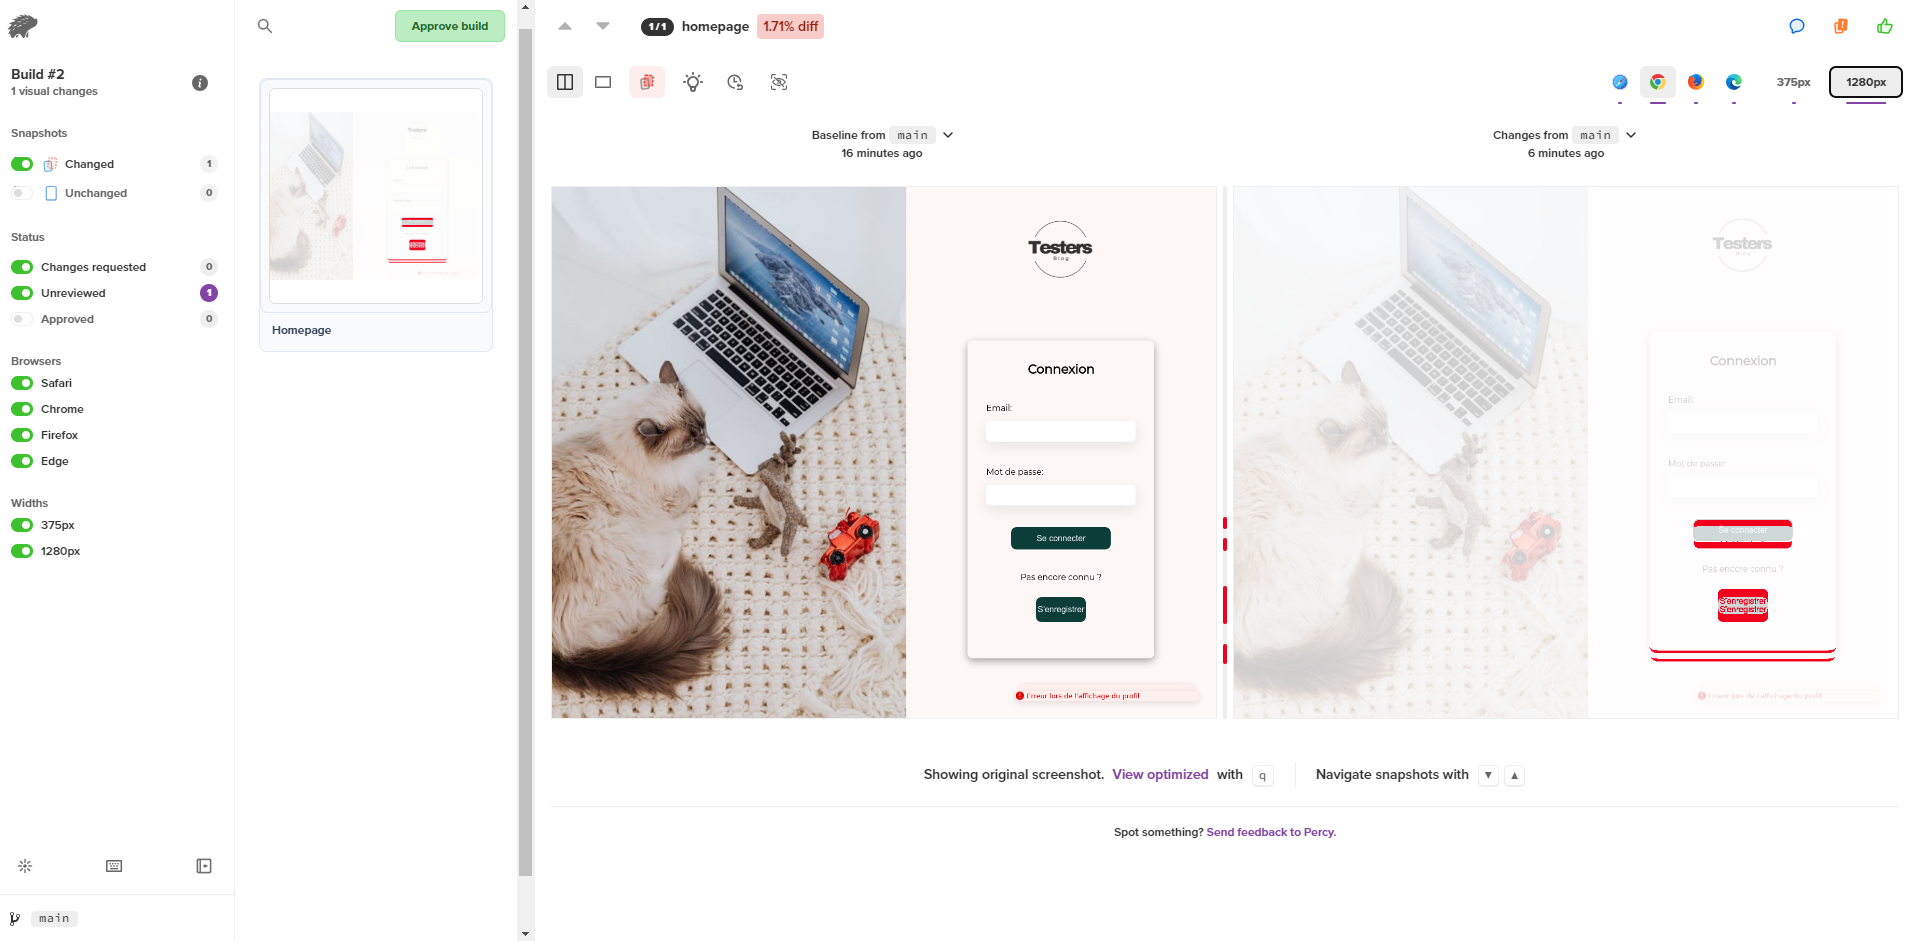 Build #2
1 visual changes
i
Snapshots
Changed 1
Unchanged 0
Status
Changes requested 0
Unreviewed 1
Approved 0
Browsers
Safari
Chrome
Firefox
Edge
Widths
375px
1280px
main
Approve build
Homepage
1/1 homepage 1.71% diff
375px 1280px
Baseline from main
16 minutes ago
Changes from main
6 minutes ago
Testers
Blog
Connexion
Email:
Mot de passe:
Se connecter
Pas encore connu ?
S'enregistrer
Erreur lors de l'affichage du profil
Testers
Blog
Connexion
Email:
Mot de passe:
Se connecter
Pas encore connu ?
S'enregistrer
S'enregistrer
Erreur lors de l'affichage du profil
Showing original screenshot. View optimized with q
Navigate snapshots with ▼ ▲
Spot something? Send feedback to Percy.